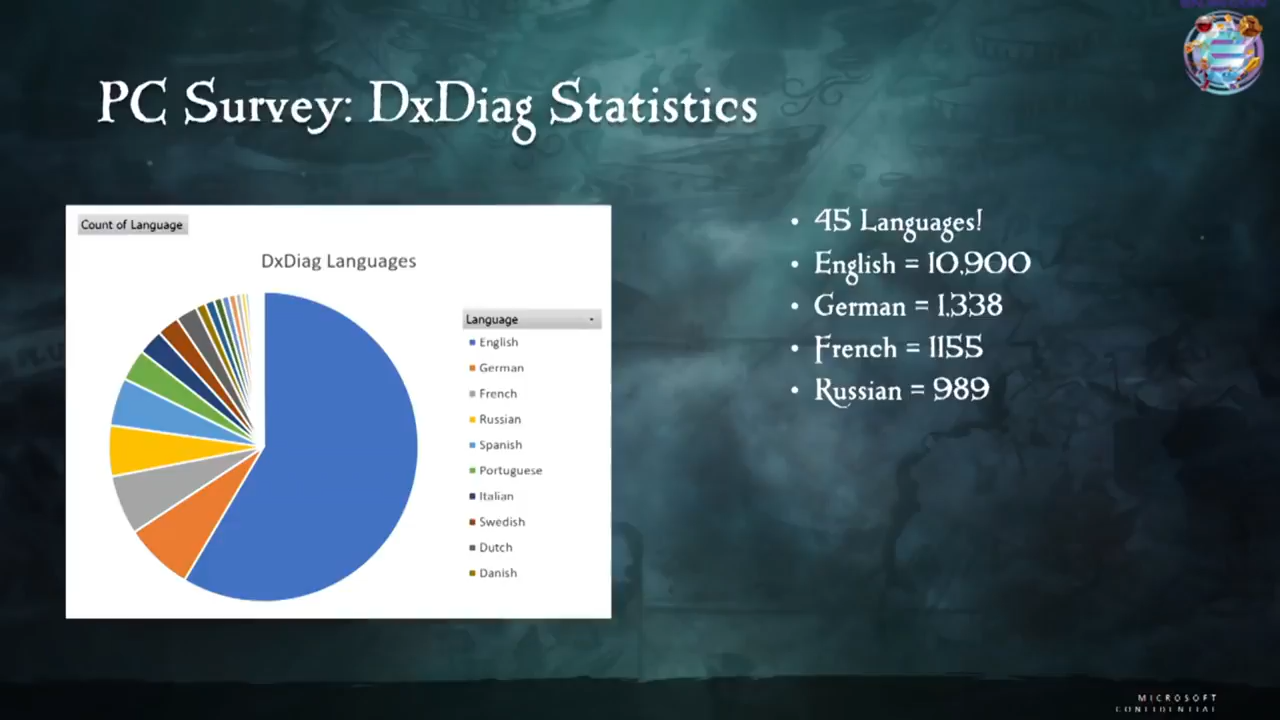 PC Survey: DxDiag Statistics
Count of Language
DxDiag Languages
Language
English
German
French
Russian
Spanish
Portuguese
Italian
Swedish
Dutch
Danish
• 45 Languages!
• English = 10,900
• German = 1,338
• French = 1155
• Russian = 989
MICROSOFT
CONFIDENTIAL